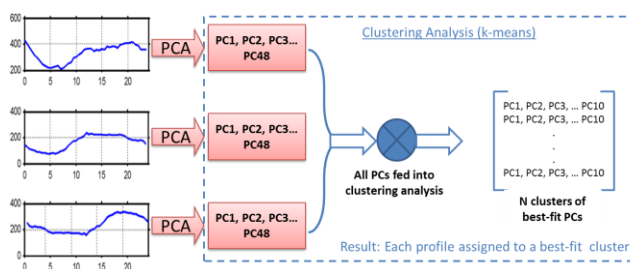 600
400
200
0 5 10 15 20
PCA
PC1, PC2, PC3...
PC48
400
200
0
0 5 10 15 20
PCA
PC1, PC2, PC3...
PC48
400
200
0
0 5 10 15 20
PCA
PC1, PC2, PC3...
PC48
Clustering Analysis (k-means)
All PCs fed into
clustering analysis
PC1, PC2, PC3, ... PC10
PC1, PC2, PC3, ... PC10
.
.
.
PC1, PC2, PC3, ... PC10
N clusters of
best-fit PCs
Result: Each profile assigned to a best-fit cluster